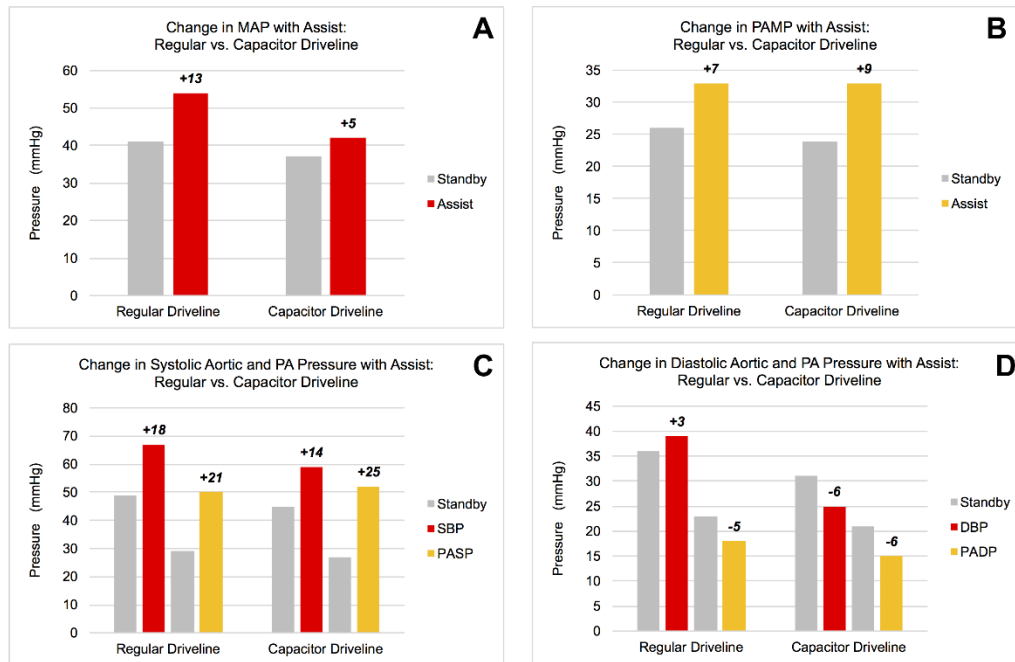 Change in MAP with Assist:
Regular vs. Capacitor Driveline
A
60
50
40
30
20
10
0
Pressure (mmHg)
+13
+5
Standby
Assist
Regular Driveline
Capacitor Driveline
Change in PAMP with Assist:
Regular vs. Capacitor Driveline
B
35
30
25
20
15
10
5
0
Pressure (mmHg)
+7
+9
Standby
Assist
Regular Driveline
Capacitor Driveline
Change in Systolic Aortic and PA Pressure with Assist:
Regular vs. Capacitor Driveline
C
80
70
60
50
40
30
20
10
0
Pressure (mmHg)
+18
+21
+14
+25
Standby
SBP
PASP
Regular Driveline
Capacitor Driveline
Change in Diastolic Aortic and PA Pressure with Assist:
Regular vs. Capacitor Driveline
D
45
40
35
30
25
20
15
10
5
0
Pressure (mmHg)
+3
-5
-6
-6
Standby
DBP
PADP
Regular Driveline
Capacitor Driveline